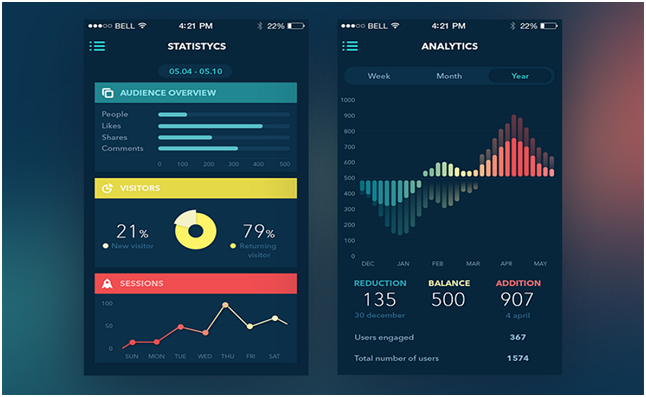 BELL 4:21 PM 22%
STATISTYCS
05.04 - 05.10
AUDIENCE OVERVIEW
People
Likes
Shares
Comments
0 100 200 300 400 500
VISITORS
21% 79%
New visitor Returning
visitor
SESSIONS
100
50
0
SUN MON TUE WED THU FRI SAT
BELL 4:21 PM 22%
ANALYTICS
Week Month Year
1000
900
800
700
600
500
400
300
200
100
0
DEC JAN FEB MAR APR MAY
REDUCTION BALANCE ADDITION
135 500 907
30 december 4 april
Users engaged 367
Total number of users 1574